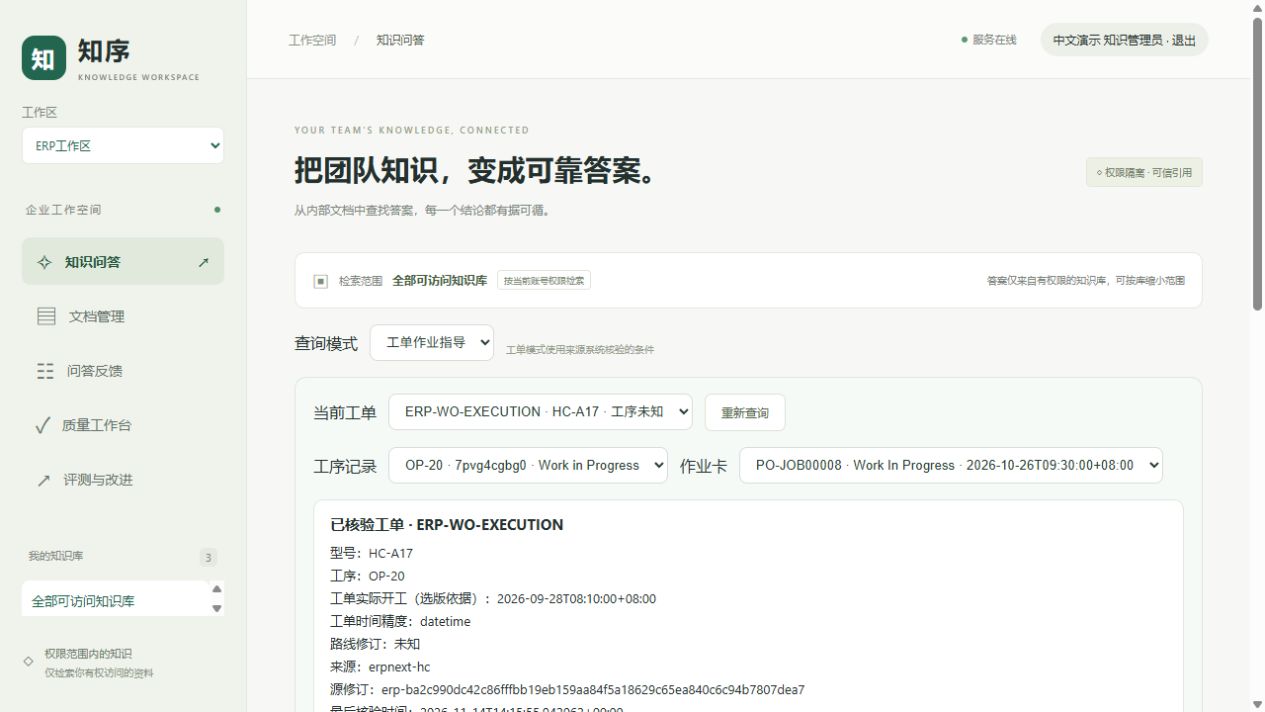 知
知序
KNOWLEDGE WORKSPACE
工作区
ERP工作区
企业工作空间
知识问答
文档管理
问答反馈
质量工作台
评测与改进
我的知识库
3
全部可访问知识库
权限范围内的知识
仅检索你有权访问的资料
工作空间 / 知识问答
服务在线
中文演示 知识管理员 · 退出
YOUR TEAM'S KNOWLEDGE, CONNECTED
把团队知识，变成可靠答案。
从内部文档中查找答案，每一个结论都有据可循。
权限隔离 · 可信引用
检索范围 全部可访问知识库 按当前账号权限检索
答案仅来自有权限的知识库，可按库缩小范围
查询模式 工单作业指导 工单模式使用来源系统核验的条件
当前工单 ERP-WO-EXECUTION · HC-A17 · 工序未知 重新查询
工序记录 OP-20 · 7pvg4cgbg0 · Work in Progress 作业卡 PO-JOB00008 · Work In Progress · 2026-10-26T09:30:00+08:00
已核验工单 · ERP-WO-EXECUTION
型号：HC-A17
工序：OP-20
工单实际开工（选版依据）：2026-09-28T08:10:00+08:00
工单时间精度：datetime
路线修订：未知
来源：erpnext-hc
源修订：erp-ba2c990dc42c86fffbb19eb159aa84f5a18629c65ea840c6c94b7807dea7